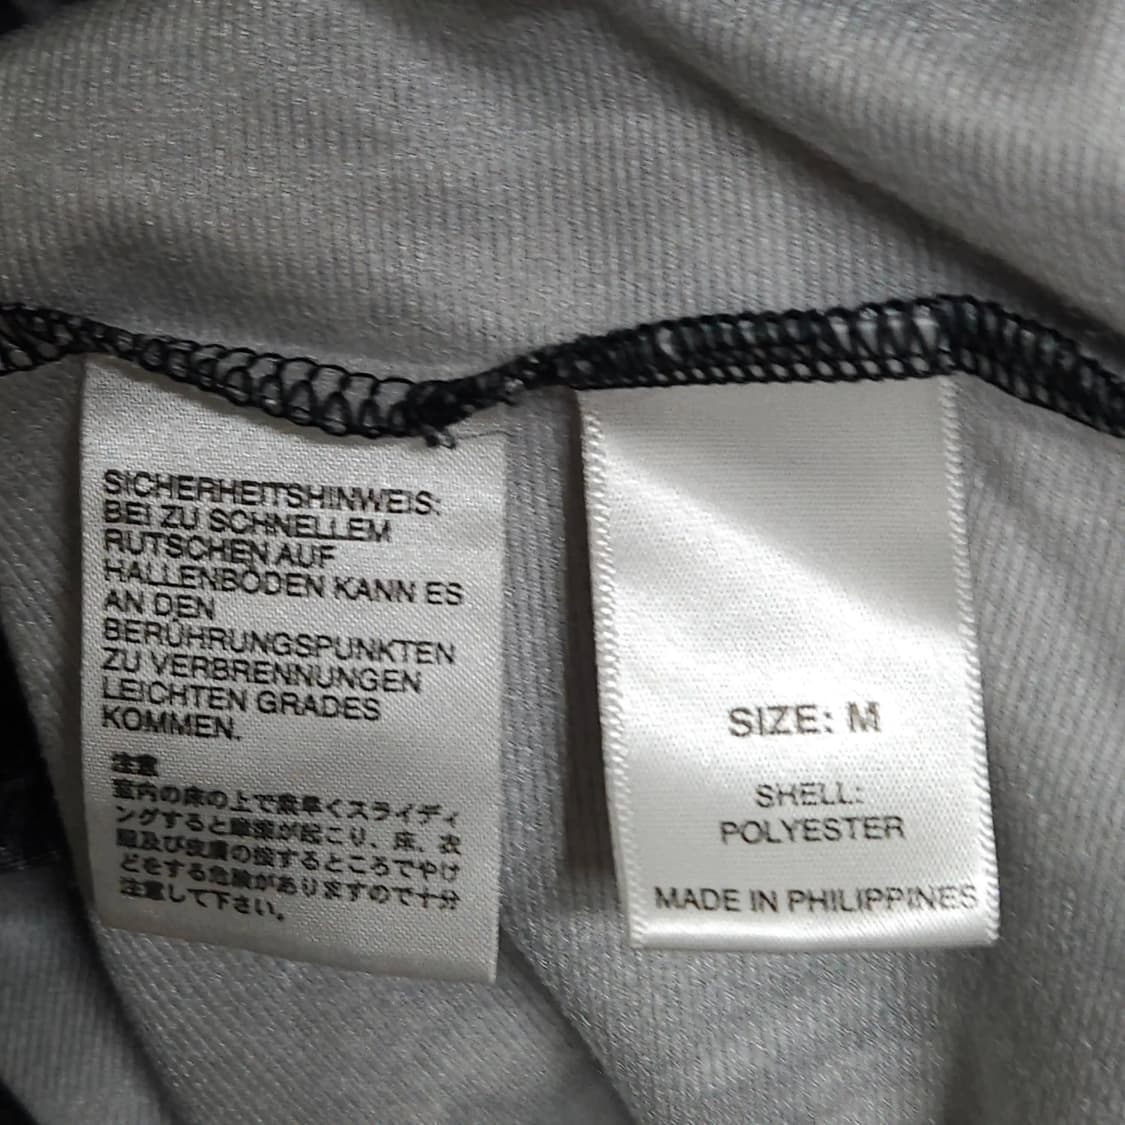 SICHERHEITSHINWEIS:
BEI ZU SCHNELLEM
RUTSCHEN AUF
HALLENBÖDEN KANN ES
AN DEN
BERÜHRUNGSPUNKTEN
ZU VERBRENNUNGEN
LEICHTEN GRADES
KOMMEN.
注意
室内の床の上で素早くスライディ
ングすると摩擦が起こり、床、衣
服及び皮膚の接するところでやけ
どをする危険がありますので十分
注意して下さい。
SIZE: M
SHELL:
POLYESTER
MADE IN PHILIPPINES